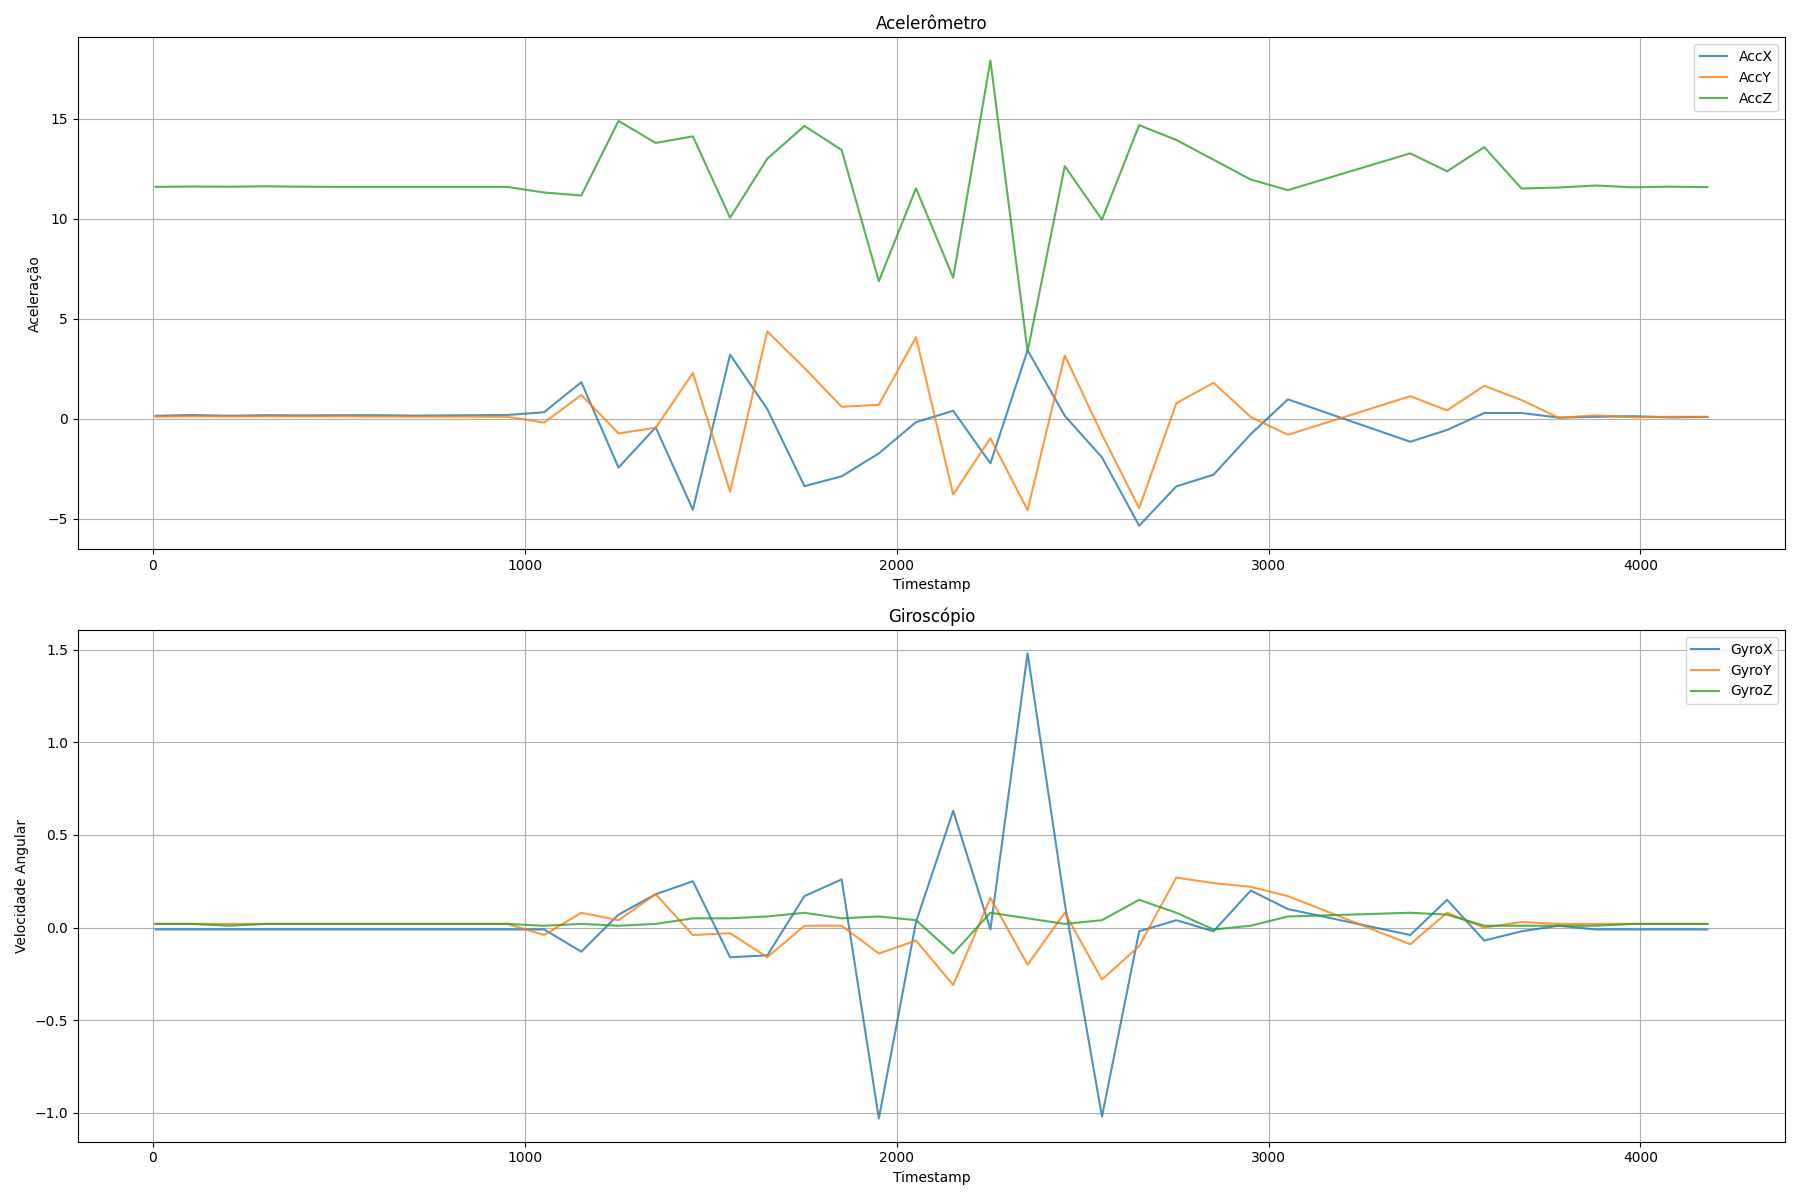 Acelerômetro
AccX
AccY
AccZ
15
10
5
0
−5
Aceleração
0 1000 2000 3000 4000
Timestamp
Giroscópio
GyroX
GyroY
GyroZ
1.5
1.0
0.5
0.0
−0.5
−1.0
Velocidade Angular
0 1000 2000 3000 4000
Timestamp